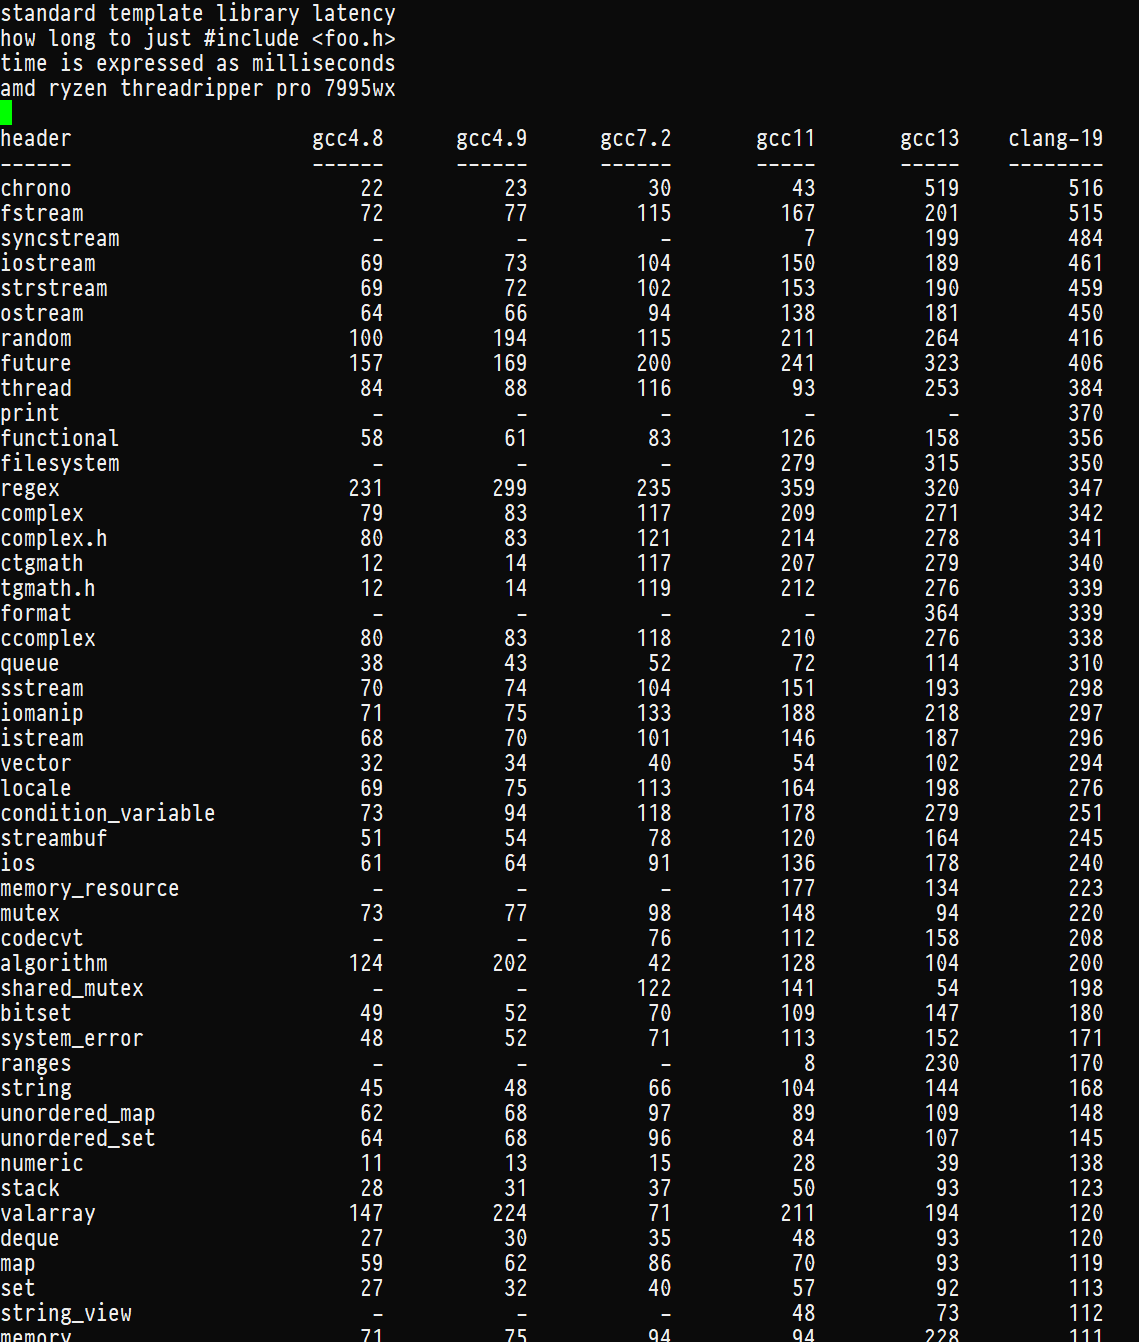 standard template library latency
how long to just #include <foo.h>
time is expressed as milliseconds
amd ryzen threadripper pro 7995wx
header gcc4.8 gcc4.9 gcc7.2 gcc11 gcc13 clang-19
------ ------ ------ ------ ----- ----- --------
chrono 22 23 30 43 519 516
fstream 72 77 115 167 201 515
syncstream - - - 7 199 484
iostream 69 73 104 150 189 461
strstream 69 72 102 153 190 459
ostream 64 66 94 138 181 450
random 100 194 115 211 264 416
future 157 169 200 241 323 406
thread 84 88 116 93 253 384
print - - - - - 370
functional 58 61 83 126 158 356
filesystem - - - 279 315 350
regex 231 299 235 359 320 347
complex 79 83 117 209 271 342
complex.h 80 83 121 214 278 341
ctgmath 12 14 117 207 279 340
tgmath.h 12 14 119 212 276 339
format - - - - 364 339
ccomplex 80 83 118 210 276 338
queue 38 43 52 72 114 310
sstream 70 74 104 151 193 298
iomanip 71 75 133 188 218 297
istream 68 70 101 146 187 296
vector 32 34 40 54 102 294
locale 69 75 113 164 198 276
condition_variable 73 94 118 178 279 251
streambuf 51 54 78 120 164 245
ios 61 64 91 136 178 240
memory_resource - - - 177 134 223
mutex 73 77 98 148 94 220
codecvt - - 76 112 158 208
algorithm 124 202 42 128 104 200
shared_mutex - - 122 141 54 198
bitset 49 52 70 109 147 180
system_error 48 52 71 113 152 171
ranges - - - 8 230 170
string 45 48 66 104 144 168
unordered_map 62 68 97 89 109 148
unordered_set 64 68 96 84 107 145
numeric 11 13 15 28 39 138
stack 28 31 37 50 93 123
valarray 147 224 71 211 194 120
deque 27 30 35 48 93 120
map 59 62 86 70 93 119
set 27 32 40 57 92 113
string_view - - - 48 73 112
memory 71 75 94 94 228 111